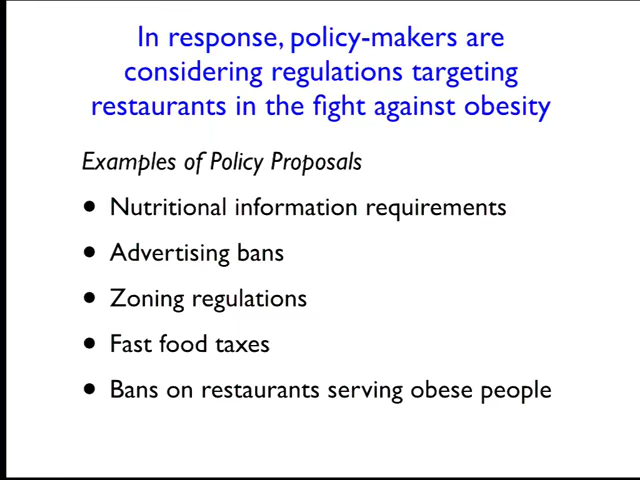 In response, policy-makers are
considering regulations targeting
restaurants in the fight against obesity
Examples of Policy Proposals
• Nutritional information requirements
• Advertising bans
• Zoning regulations
• Fast food taxes
• Bans on restaurants serving obese people